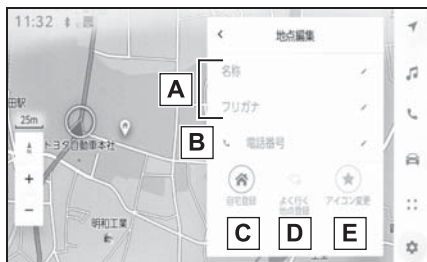 11:32
地点編集
A
名称
フリガナ
B
電話番号
田駅
25m
トヨタ自動車本社
N
+
−
明和工業
自宅登録
よく行く
地点登録
アイコン変更
C
D
E